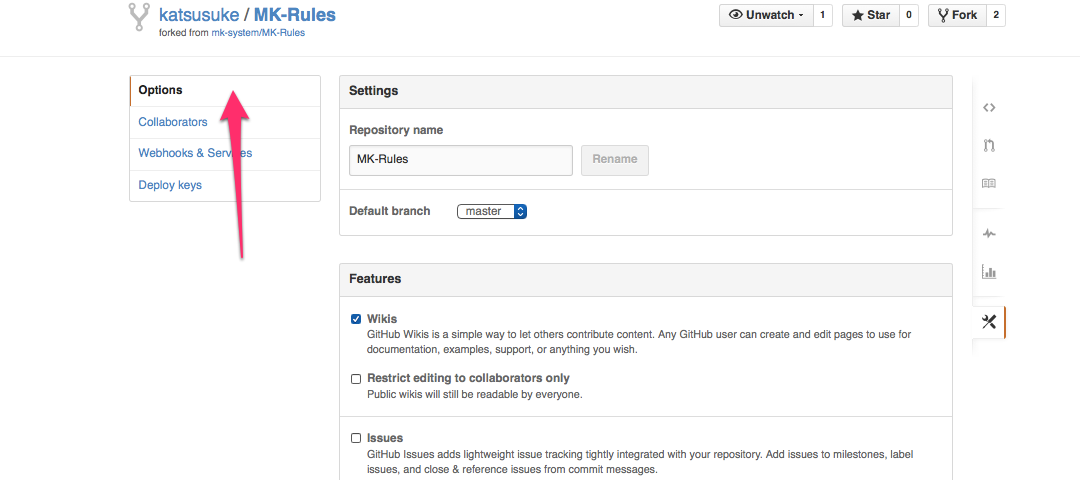 katsusuke / MK-Rules
forked from mk-system/MK-Rules
Unwatch 1
Star 0
Fork 2
Options
Collaborators
Webhooks & Services
Deploy keys
Settings
Repository name
MK-Rules
Rename
Default branch
master
Features
Wikis
GitHub Wikis is a simple way to let others contribute content. Any GitHub user can create and edit pages to use for
documentation, examples, support, or anything you wish.
Restrict editing to collaborators only
Public wikis will still be readable by everyone.
Issues
GitHub Issues adds lightweight issue tracking tightly integrated with your repository. Add issues to milestones, label
issues, and close & reference issues from commit messages.